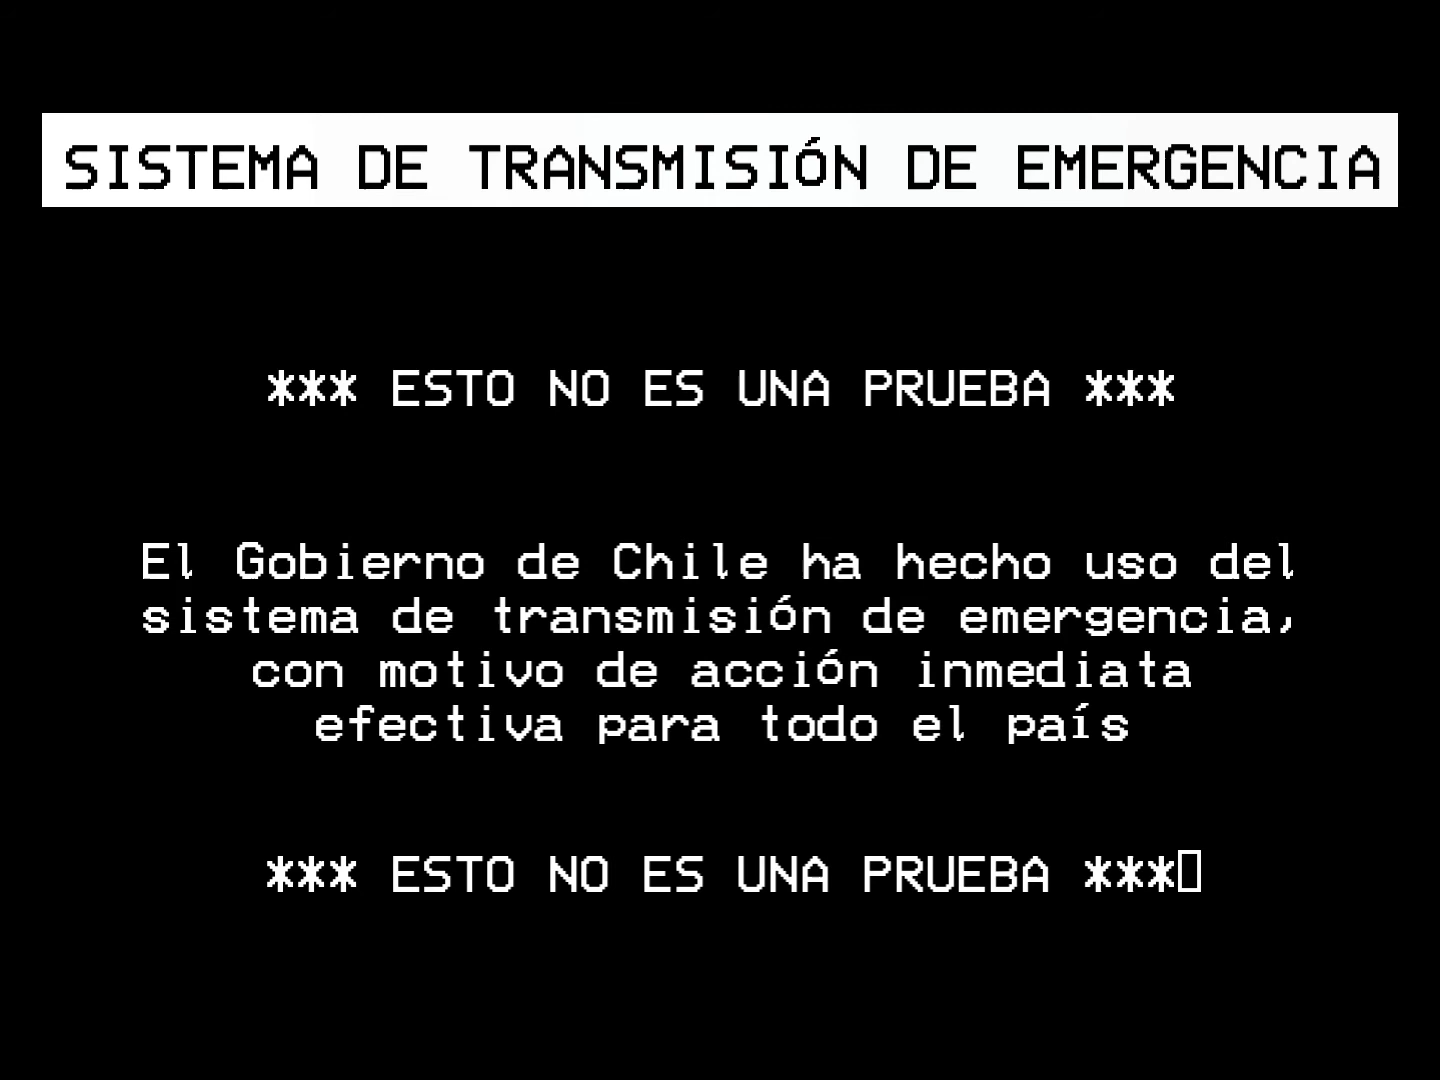 SISTEMA DE TRANSMISIÓN DE EMERGENCIA
*** ESTO NO ES UNA PRUEBA ***
El Gobierno de Chile ha hecho uso del
sistema de transmisión de emergencia,
con motivo de acción inmediata
efectiva para todo el país
*** ESTO NO ES UNA PRUEBA ***▯